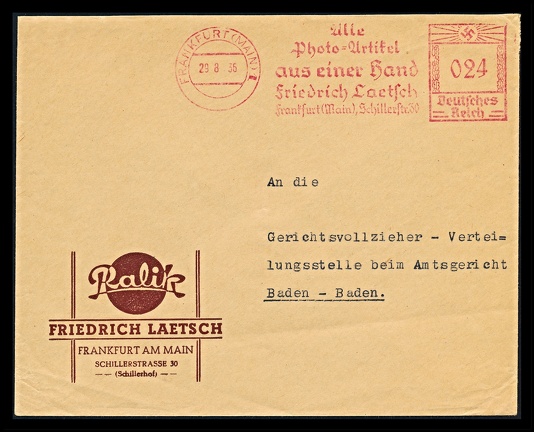 FRANKFURT (MAIN) 1
29 8 36
Alle
Photo=Artikel
aus einer Hand
Friedrich Laetsch
Frankfurt(Main), Schillerstr.30
024
Deutsches
Reich
An die
Gerichtsvollzieher - Vertei=
lungsstelle beim Amtsgericht
Baden - Baden.
Ralik
FRIEDRICH LAETSCH
FRANKFURT AM MAIN
SCHILLERSTRASSE 30
(Schillerhof)